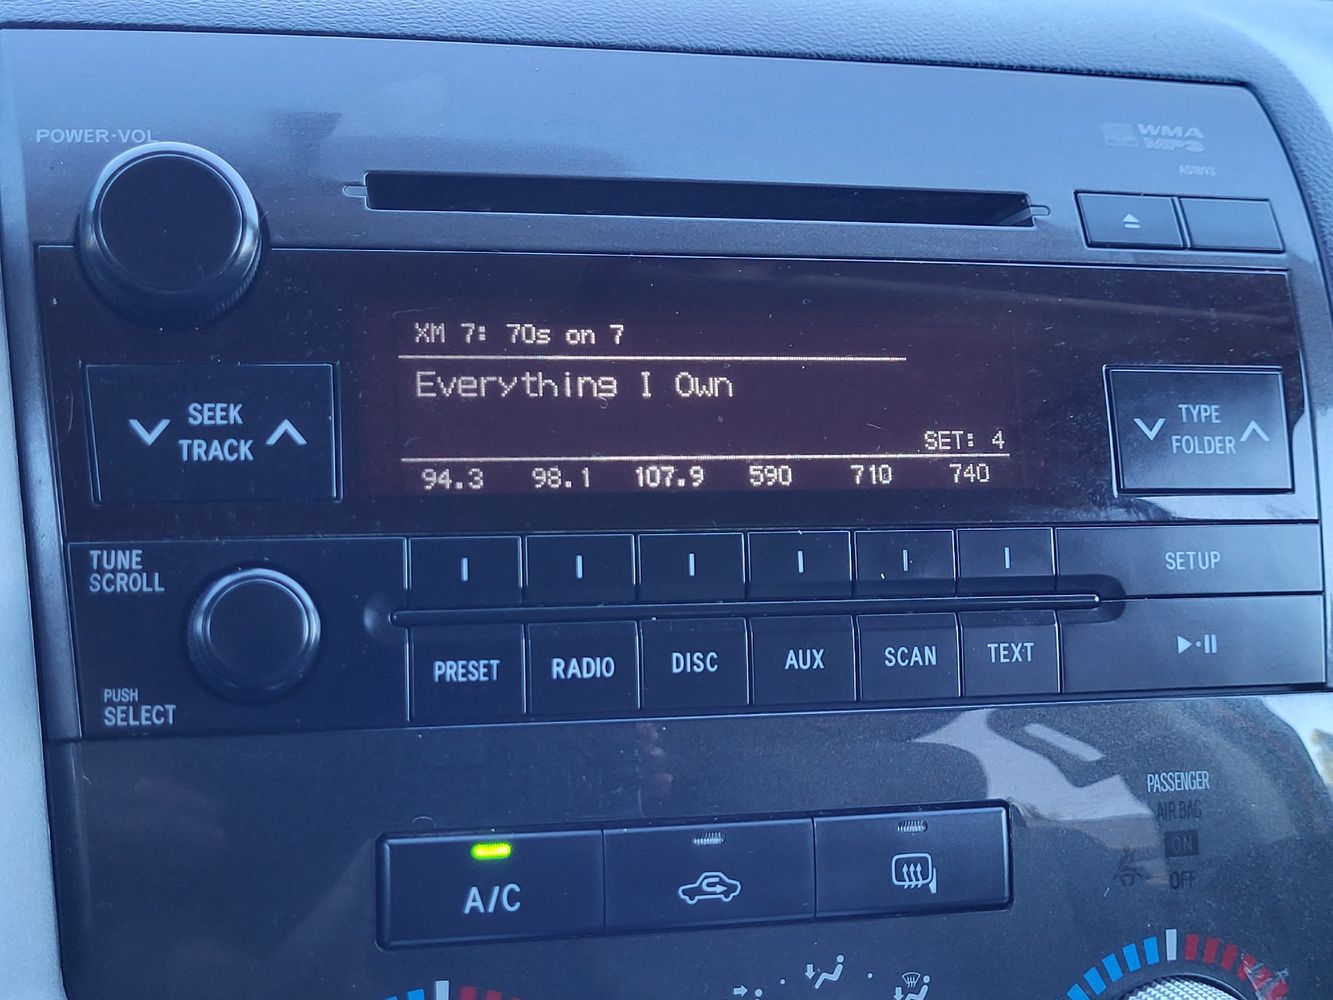 POWER·VOL
WMA
MP3
XM 7: 70s on 7
Everything I Own
SET: 4
94.3 98.1 107.9 590 710 740
SEEK
TRACK
TYPE
FOLDER
TUNE
SCROLL
PUSH
SELECT
SETUP
PRESET RADIO DISC AUX SCAN TEXT
PASSENGER
AIR BAG
ON
OFF
A/C